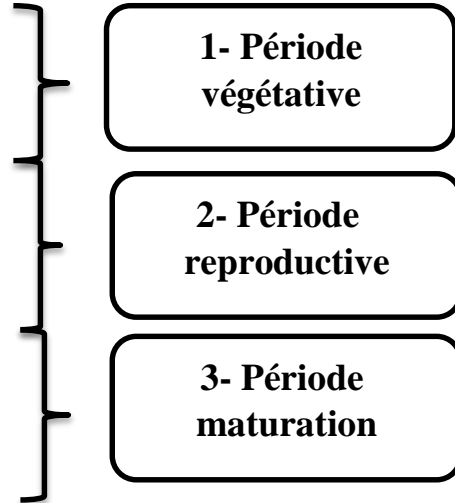 1- Période
végétative
2- Période
reproductive
3- Période
maturation